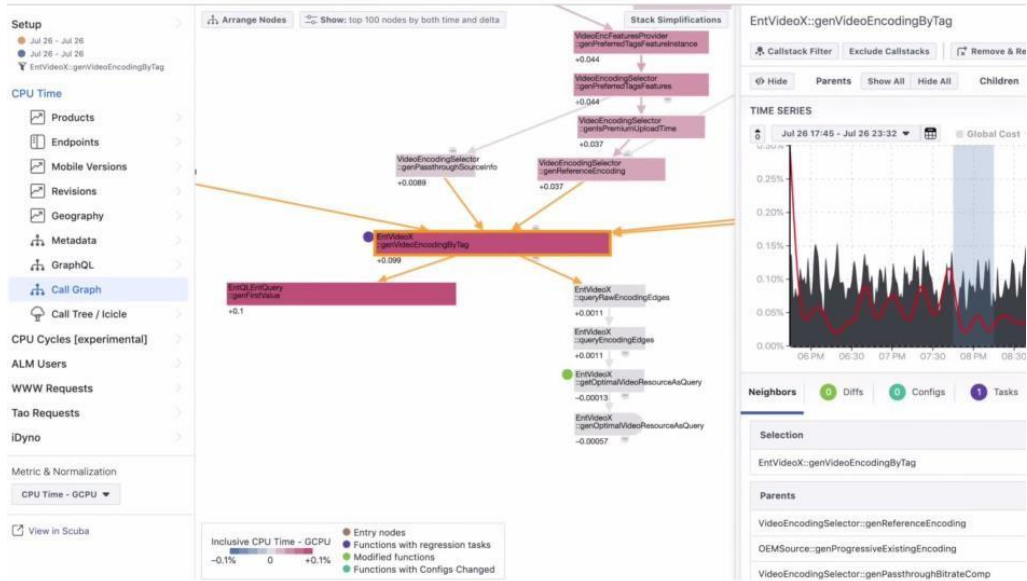 Setup
Jul 26 - Jul 26
Jul 26 - Jul 26
EntVideoX::genVideoEncodingByTag
CPU Time
Products
Endpoints
Mobile Versions
Revisions
Geography
Metadata
GraphQL
Call Graph
Call Tree / Icicle
CPU Cycles [experimental]
ALM Users
WWW Requests
Tao Requests
iDyno
Metric & Normalization
CPU Time - GCPU
View in Scuba
Arrange Nodes
Show: top 100 nodes by both time and delta
Stack Simplifications
VideoEncFeaturesProvider
::genPreferredTagsFeatureInstance
+0.044
VideoEncodingSelector
::genPreferredTagsFeatures
+0.044
VideoEncodingSelector
::genIsPremiumUploadTime
+0.037
VideoEncodingSelector
::genPassthroughSourceInfo
+0.0089
VideoEncodingSelector
::genReferenceEncoding
+0.037
EntVideoX
::genVideoEncodingByTag
+0.099
EntQLEntQuery
::genFirstValue
+0.1
EntVideoX
::queryRawEncodingEdges
+0.0011
EntVideoX
::queryEncodingEdges
+0.0011
EntVideoX
::getOptimalVideoResourceAsQuery
-0.00013
EntVideoX
::genOptimalVideoResourceAsQuery
-0.00057
Inclusive CPU Time - GCPU
-0.1% 0 +0.1%
Entry nodes
Functions with regression tasks
Modified functions
Functions with Configs Changed
EntVideoX::genVideoEncodingByTag
Callstack Filter Exclude Callstacks Remove & Re
Hide Parents Show All Hide All Children
TIME SERIES
0 Jul 26 17:45 - Jul 26 23:32 Global Cost
0.30%
0.25%
0.20%
0.15%
0.10%
0.05%
0.00%
06 PM 06:30 07 PM 07:30 08 PM 08:30
Neighbors 0 Diffs 0 Configs 1 Tasks
Selection
EntVideoX::genVideoEncodingByTag
Parents
VideoEncodingSelector::genReferenceEncoding
OEMSource::genProgressiveExistingEncoding
VideoEncodingSelector::genPassthroughBitrateComp